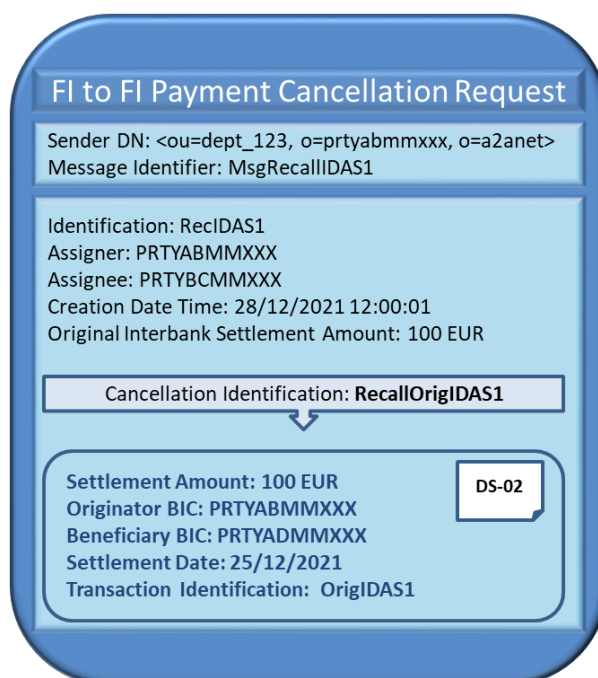 FI to FI Payment Cancellation Request
Sender DN: <ou=dept_123, o=prtyabmmxxx, o=a2anet>
Message Identifier: MsgRecallIDAS1
Identification: RecIDAS1
Assigner: PRTYABMMXXX
Assignee: PRTYBCMMXXX
Creation Date Time: 28/12/2021 12:00:01
Original Interbank Settlement Amount: 100 EUR
Cancellation Identification: RecallOrigIDAS1
Settlement Amount: 100 EUR
DS-02
Originator BIC: PRTYABMMXXX
Beneficiary BIC: PRTYADMMXXX
Settlement Date: 25/12/2021
Transaction Identification: OrigIDAS1